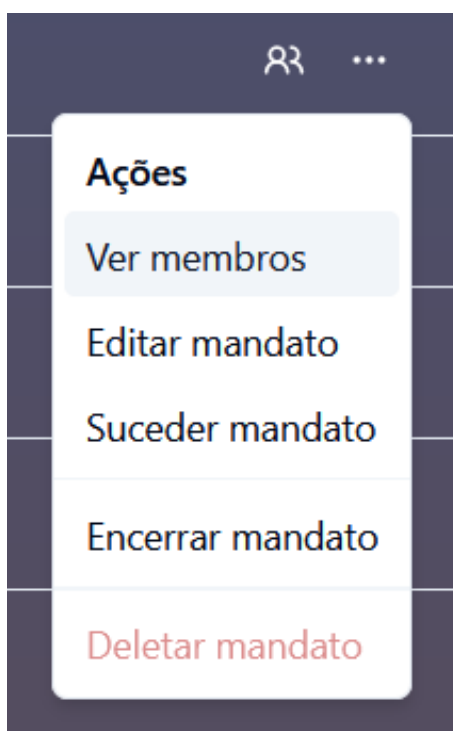 Ações
Ver membros
Editar mandato
Suceder mandato
Encerrar mandato
Deletar mandato